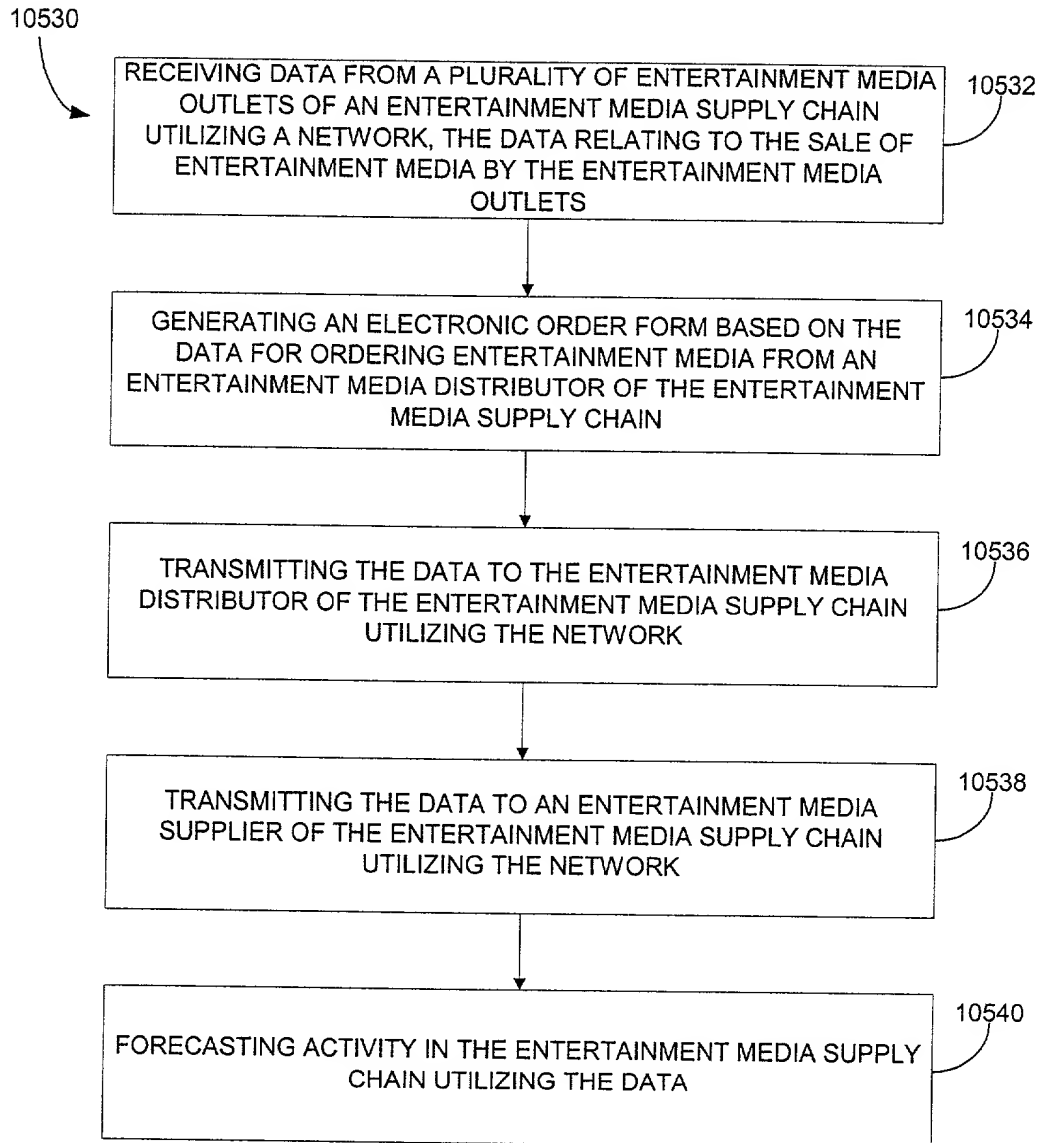 10530
RECEIVING DATA FROM A PLURALITY OF ENTERTAINMENT MEDIA
OUTLETS OF AN ENTERTAINMENT MEDIA SUPPLY CHAIN
UTILIZING A NETWORK, THE DATA RELATING TO THE SALE OF
ENTERTAINMENT MEDIA BY THE ENTERTAINMENT MEDIA
OUTLETS
10532
GENERATING AN ELECTRONIC ORDER FORM BASED ON THE
DATA FOR ORDERING ENTERTAINMENT MEDIA FROM AN
ENTERTAINMENT MEDIA DISTRIBUTOR OF THE ENTERTAINMENT
MEDIA SUPPLY CHAIN
10534
TRANSMITTING THE DATA TO THE ENTERTAINMENT MEDIA
DISTRIBUTOR OF THE ENTERTAINMENT MEDIA SUPPLY CHAIN
UTILIZING THE NETWORK
10536
TRANSMITTING THE DATA TO AN ENTERTAINMENT MEDIA
SUPPLIER OF THE ENTERTAINMENT MEDIA SUPPLY CHAIN
UTILIZING THE NETWORK
10538
FORECASTING ACTIVITY IN THE ENTERTAINMENT MEDIA SUPPLY
CHAIN UTILIZING THE DATA
10540